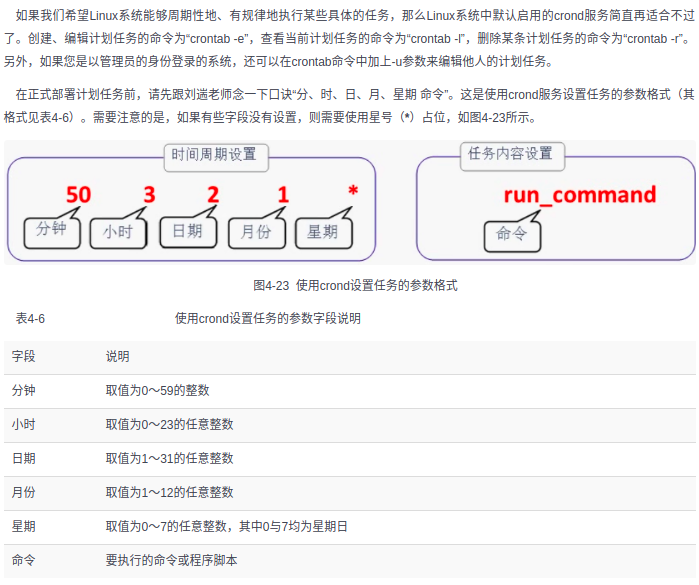 如果我们希望Linux系统能够周期性地、有规律地执行某些具体的任务，那么Linux系统中默认启用的crond服务简直再适合不过
了。创建、编辑计划任务的命令为“crontab -e”，查看当前计划任务的命令为“crontab -l”，删除某条计划任务的命令为“crontab -r”。
另外，如果您是以管理员的身份登录的系统，还可以在crontab命令中加上-u参数来编辑他人的计划任务。
在正式部署计划任务前，请先跟刘遄老师念一下口诀“分、时、日、月、星期 命令”。这是使用crond服务设置任务的参数格式（其
格式见表4-6）。需要注意的是，如果有些字段没有设置，则需要使用星号（*）占位，如图4-23所示。
时间周期设置 任务内容设置
50 3 2 1 * run_command
分钟 小时 日期 月份 星期 命令
图4-23 使用crond设置任务的参数格式
表4-6 使用crond设置任务的参数字段说明
字段 说明
分钟 取值为0～59的整数
小时 取值为0～23的任意整数
日期 取值为1～31的任意整数
月份 取值为1～12的任意整数
星期 取值为0～7的任意整数，其中0与7均为星期日
命令 要执行的命令或程序脚本